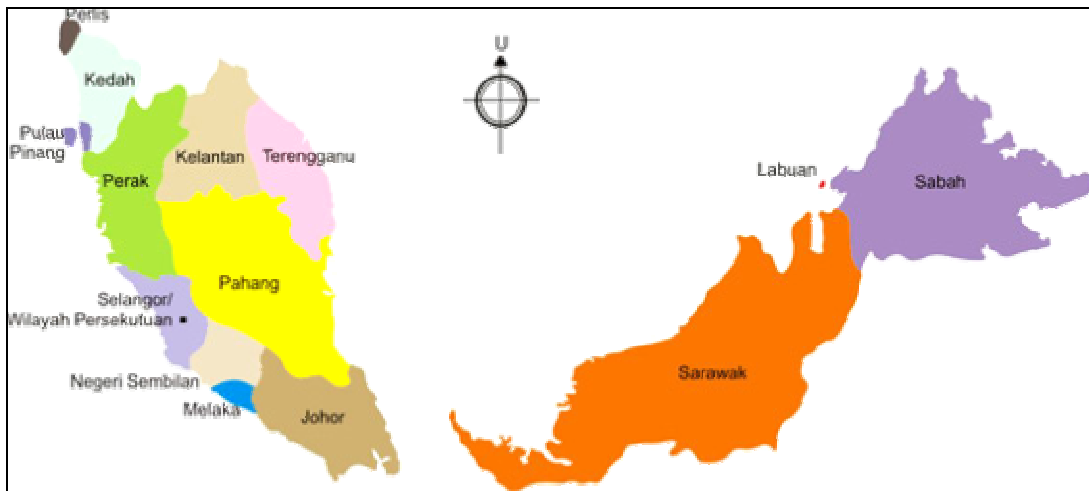 Perlis
Kedah
U
Pulau
Pinang
Kelantan
Terengganu
Perak
Labuan
Sabah
Pahang
Selangor/
Wilayah Persekutuan
Negeri Sembilan
Melaka
Johor
Sarawak